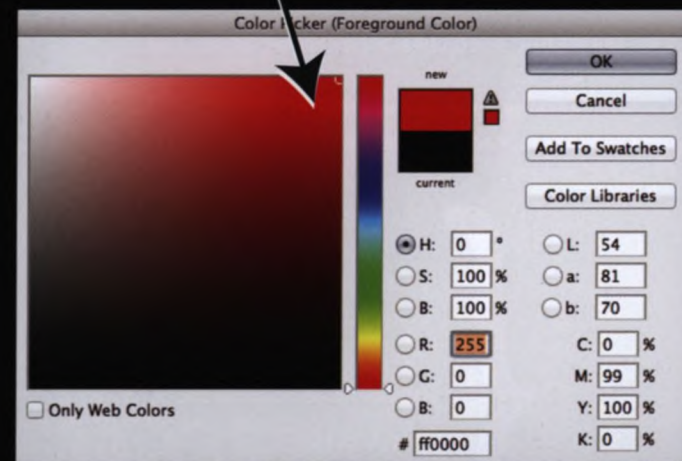 Color Picker (Foreground Color)
new
current
OK
Cancel
Add To Swatches
Color Libraries
H: 0 °
S: 100 %
B: 100 %
R: 255
G: 0
B: 0
# ff0000
L: 54
a: 81
b: 70
C: 0 %
M: 99 %
Y: 100 %
K: 0 %
Only Web Colors